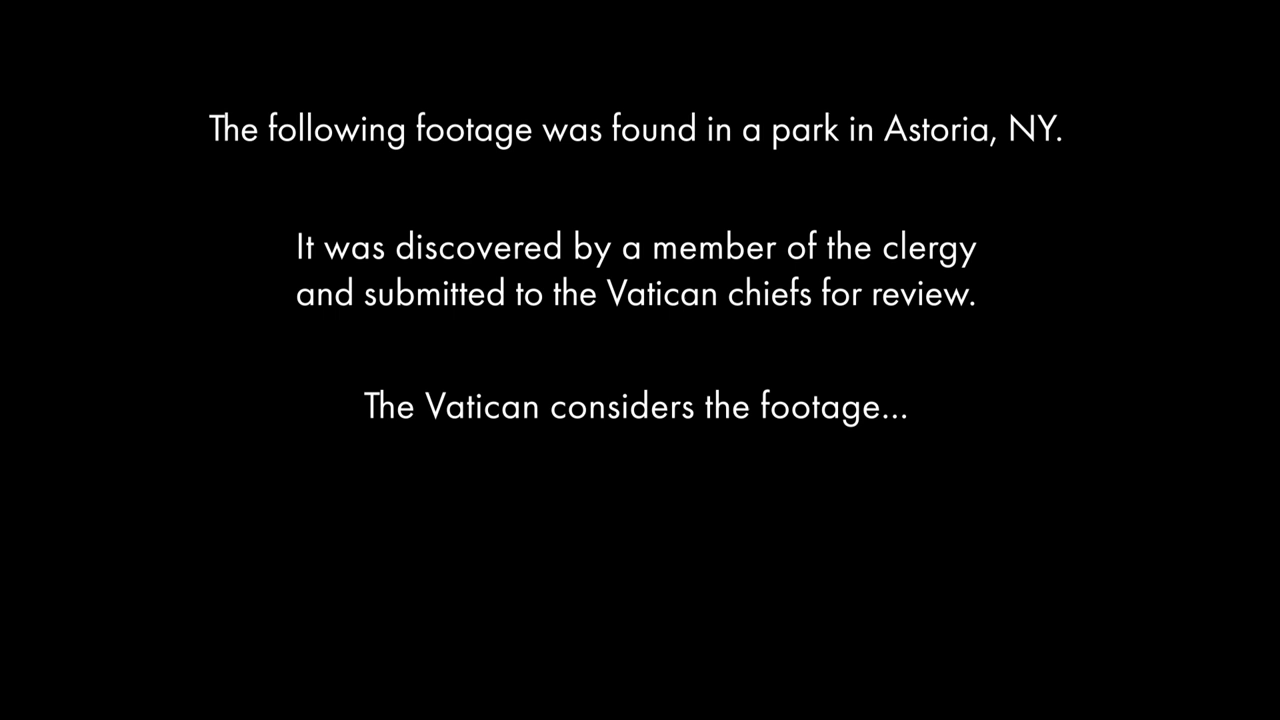 The following footage was found in a park in Astoria, NY.
It was discovered by a member of the clergy
and submitted to the Vatican chiefs for review.
The Vatican considers the footage...